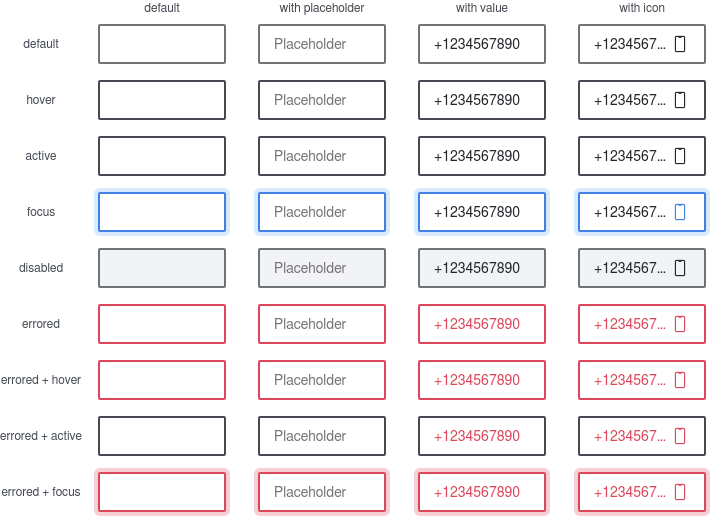 default with placeholder with value with icon
default Placeholder +1234567890 +1234567...
hover Placeholder +1234567890 +1234567...
active Placeholder +1234567890 +1234567...
focus Placeholder +1234567890 +1234567...
disabled Placeholder +1234567890 +1234567...
errored Placeholder +1234567890 +1234567...
errored + hover Placeholder +1234567890 +1234567...
errored + active Placeholder +1234567890 +1234567...
errored + focus Placeholder +1234567890 +1234567...